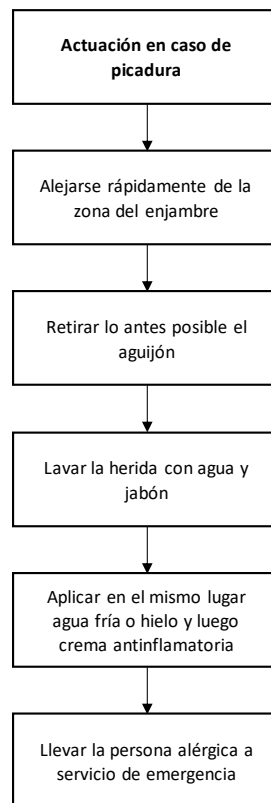 Actuación en caso de
picadura
Alejarse rápidamente de la
zona del enjambre
Retirar lo antes posible el
aguijón
Lavar la herida con agua y
jabón
Aplicar en el mismo lugar
agua fría o hielo y luego
crema antinflamatoria
Llevar la persona alérgica a
servicio de emergencia